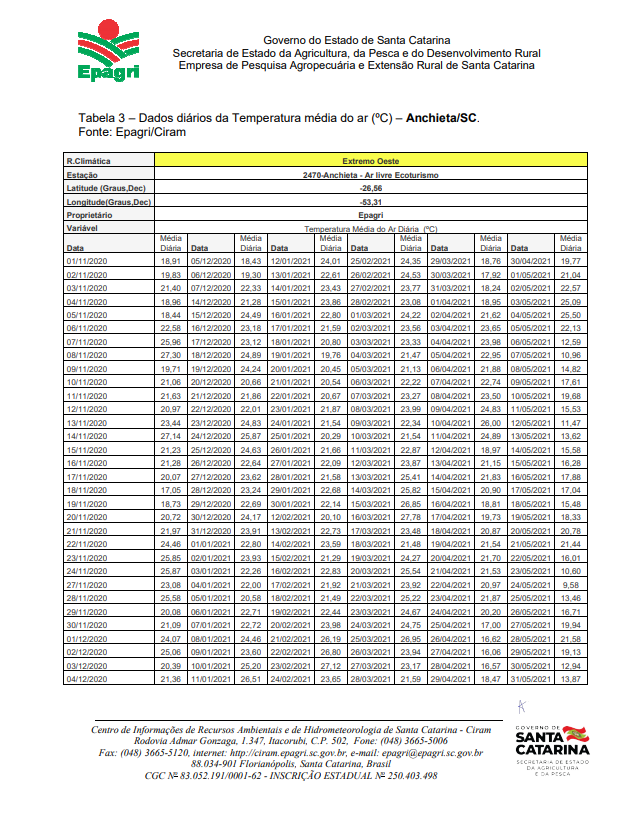 Epagri
Governo do Estado de Santa Catarina
Secretaria de Estado da Agricultura, da Pesca e do Desenvolvimento Rural
Empresa de Pesquisa Agropecuária e Extensão Rural de Santa Catarina
Tabela 3 – Dados diários da Temperatura média do ar (ºC) – Anchieta/SC.
Fonte: Epagri/Ciram
R.Climática Extremo Oeste
Estação 2470-Anchieta - Ar livre Ecoturismo
Latitude (Graus,Dec) -26,56
Longitude(Graus,Dec) -53,31
Proprietário Epagri
Variável Temperatura Média do Ar Diária (ºC)
Data Média Diária Data Média Diária Data Média Diária Data Média Diária Data Média Diária Data Média Diária
01/11/2020 18,91 05/12/2020 18,43 12/01/2021 24,01 25/02/2021 24,35 29/03/2021 18,76 30/04/2021 19,77
02/11/2020 19,83 06/12/2020 19,30 13/01/2021 22,61 26/02/2021 24,53 30/03/2021 17,92 01/05/2021 21,04
03/11/2020 21,40 07/12/2020 22,33 14/01/2021 23,43 27/02/2021 23,77 31/03/2021 18,24 02/05/2021 22,57
04/11/2020 18,96 14/12/2020 21,28 15/01/2021 23,86 28/02/2021 23,08 01/04/2021 18,95 03/05/2021 25,09
05/11/2020 18,44 15/12/2020 24,49 16/01/2021 22,80 01/03/2021 24,22 02/04/2021 21,62 04/05/2021 25,50
06/11/2020 22,58 16/12/2020 23,18 17/01/2021 21,59 02/03/2021 23,56 03/04/2021 23,65 05/05/2021 22,13
07/11/2020 25,96 17/12/2020 23,12 18/01/2021 20,80 03/03/2021 23,33 04/04/2021 23,98 06/05/2021 12,59
08/11/2020 27,30 18/12/2020 24,89 19/01/2021 19,76 04/03/2021 21,47 05/04/2021 22,95 07/05/2021 10,96
09/11/2020 19,71 19/12/2020 24,24 20/01/2021 20,45 05/03/2021 21,13 06/04/2021 21,88 08/05/2021 14,82
10/11/2020 21,06 20/12/2020 20,66 21/01/2021 20,54 06/03/2021 22,22 07/04/2021 22,74 09/05/2021 17,61
11/11/2020 21,63 21/12/2020 21,86 22/01/2021 20,67 07/03/2021 23,27 08/04/2021 23,50 10/05/2021 19,68
12/11/2020 20,97 22/12/2020 22,01 23/01/2021 21,87 08/03/2021 23,99 09/04/2021 24,83 11/05/2021 15,53
13/11/2020 23,44 23/12/2020 24,83 24/01/2021 21,54 09/03/2021 22,34 10/04/2021 26,00 12/05/2021 11,47
14/11/2020 27,14 24/12/2020 25,87 25/01/2021 20,29 10/03/2021 21,54 11/04/2021 24,89 13/05/2021 13,62
15/11/2020 21,23 25/12/2020 24,63 26/01/2021 21,66 11/03/2021 22,87 12/04/2021 18,97 14/05/2021 15,58
16/11/2020 21,28 26/12/2020 22,64 27/01/2021 22,09 12/03/2021 23,87 13/04/2021 21,15 15/05/2021 16,28
17/11/2020 20,07 27/12/2020 23,62 28/01/2021 21,58 13/03/2021 25,41 14/04/2021 21,83 16/05/2021 17,88
18/11/2020 17,05 28/12/2020 23,24 29/01/2021 22,68 14/03/2021 25,82 15/04/2021 20,90 17/05/2021 17,04
19/11/2020 18,73 29/12/2020 22,69 30/01/2021 22,14 15/03/2021 26,85 16/04/2021 18,81 18/05/2021 15,48
20/11/2020 20,72 30/12/2020 24,17 12/02/2021 20,10 16/03/2021 27,78 17/04/2021 19,73 19/05/2021 18,33
21/11/2020 21,97 31/12/2020 23,91 13/02/2021 22,73 17/03/2021 23,48 18/04/2021 20,87 20/05/2021 20,78
22/11/2020 24,46 01/01/2021 22,80 14/02/2021 23,59 18/03/2021 21,48 19/04/2021 21,54 21/05/2021 21,44
23/11/2020 25,85 02/01/2021 23,93 15/02/2021 21,29 19/03/2021 24,27 20/04/2021 21,70 22/05/2021 16,01
24/11/2020 25,87 03/01/2021 22,26 16/02/2021 22,83 20/03/2021 25,54 21/04/2021 21,53 23/05/2021 10,60
27/11/2020 23,08 04/01/2021 22,00 17/02/2021 21,92 21/03/2021 23,92 22/04/2021 20,97 24/05/2021 9,58
28/11/2020 25,58 05/01/2021 20,58 18/02/2021 21,49 22/03/2021 25,22 23/04/2021 21,87 25/05/2021 13,46
29/11/2020 20,08 06/01/2021 22,71 19/02/2021 22,44 23/03/2021 24,67 24/04/2021 20,20 26/05/2021 16,71
30/11/2020 21,09 07/01/2021 22,72 20/02/2021 23,98 24/03/2021 24,75 25/04/2021 17,00 27/05/2021 19,94
01/12/2020 24,07 08/01/2021 24,46 21/02/2021 26,19 25/03/2021 26,95 26/04/2021 16,62 28/05/2021 21,58
02/12/2020 25,06 09/01/2021 23,60 22/02/2021 26,80 26/03/2021 23,94 27/04/2021 16,06 29/05/2021 19,13
03/12/2020 20,39 10/01/2021 25,20 23/02/2021 27,12 27/03/2021 23,17 28/04/2021 16,57 30/05/2021 12,94
04/12/2020 21,36 11/01/2021 26,51 24/02/2021 23,65 28/03/2021 21,59 29/04/2021 18,47 31/05/2021 13,87
Centro de Informações de Recursos Ambientais e de Hidrometeorologia de Santa Catarina - Ciram
Rodovia Admar Gonzaga, 1.347, Itacorubi, C.P. 502, Fone: (048) 3665-5006
Fax: (048) 3665-5120, internet: http://ciram.epagri.sc.gov.br, e-mail: epagri@epagri.sc.gov.br
88.034-901 Florianópolis, Santa Catarina, Brasil
CGC Nº 83.052.191/0001-62 - INSCRIÇÃO ESTADUAL Nº 250.403.498
GOVERNO DE
SANTA
CATARINA
SECRETARIA DE ESTADO
DA AGRICULTURA
E DA PESCA